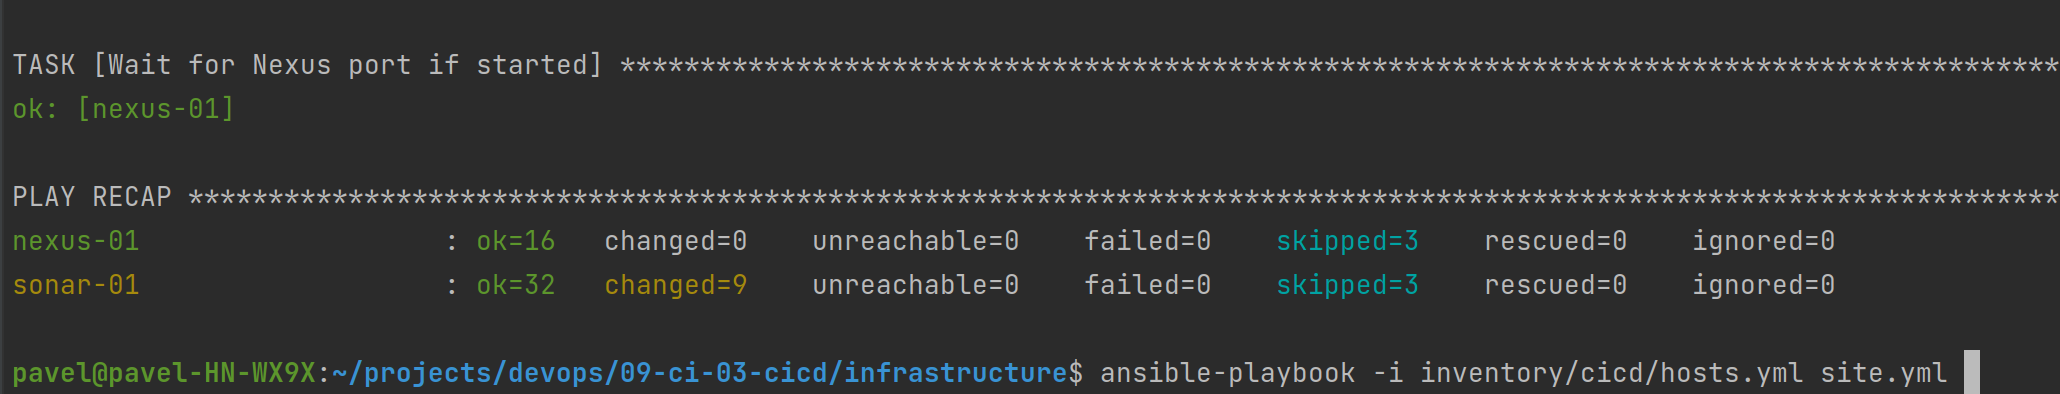 TASK [Wait for Nexus port if started] ******************************************************************************************
ok: [nexus-01]
PLAY RECAP *********************************************************************************************************************
nexus-01 : ok=16 changed=0 unreachable=0 failed=0 skipped=3 rescued=0 ignored=0
sonar-01 : ok=32 changed=9 unreachable=0 failed=0 skipped=3 rescued=0 ignored=0
pavel@pavel-HN-WX9X:~/projects/devops/09-ci-03-cicd/infrastructure$ ansible-playbook -i inventory/cicd/hosts.yml site.yml